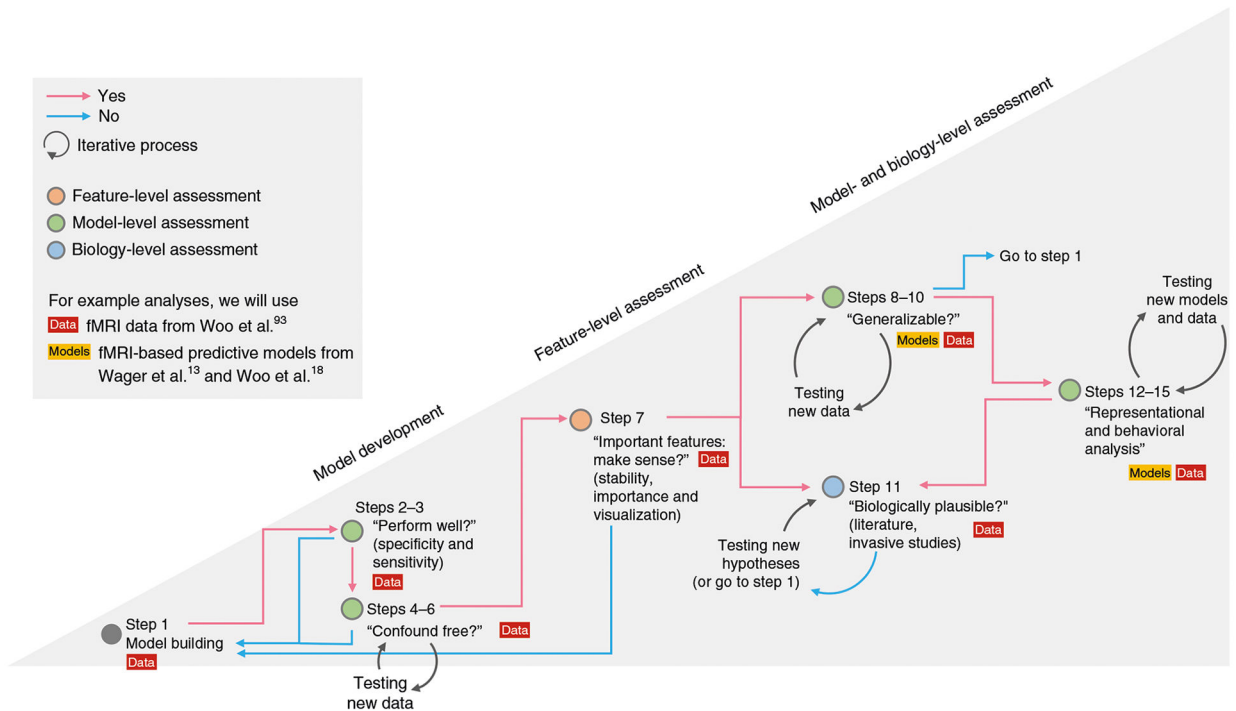 Yes
No
Iterative process
Feature-level assessment
Model-level assessment
Biology-level assessment
For example analyses, we will use
Data fMRI data from Woo et al.93
Models fMRI-based predictive models from
Wager et al.13 and Woo et al.18
Model development
Feature-level assessment
Model- and biology-level assessment
Step 1
Model building
Data
Steps 2–3
“Perform well?”
(specificity and
sensitivity)
Data
Steps 4–6
“Confound free?” Data
Testing
new data
Step 7
“Important features:
make sense?” Data
(stability,
importance and
visualization)
Steps 8–10
“Generalizable?”
Models Data
Testing
new data
Go to step 1
Step 11
“Biologically plausible?"
(literature,
invasive studies)
Data
Testing new
hypotheses
(or go to step 1)
Testing
new models
and data
Steps 12–15
“Representational
and behavioral
analysis”
Models Data